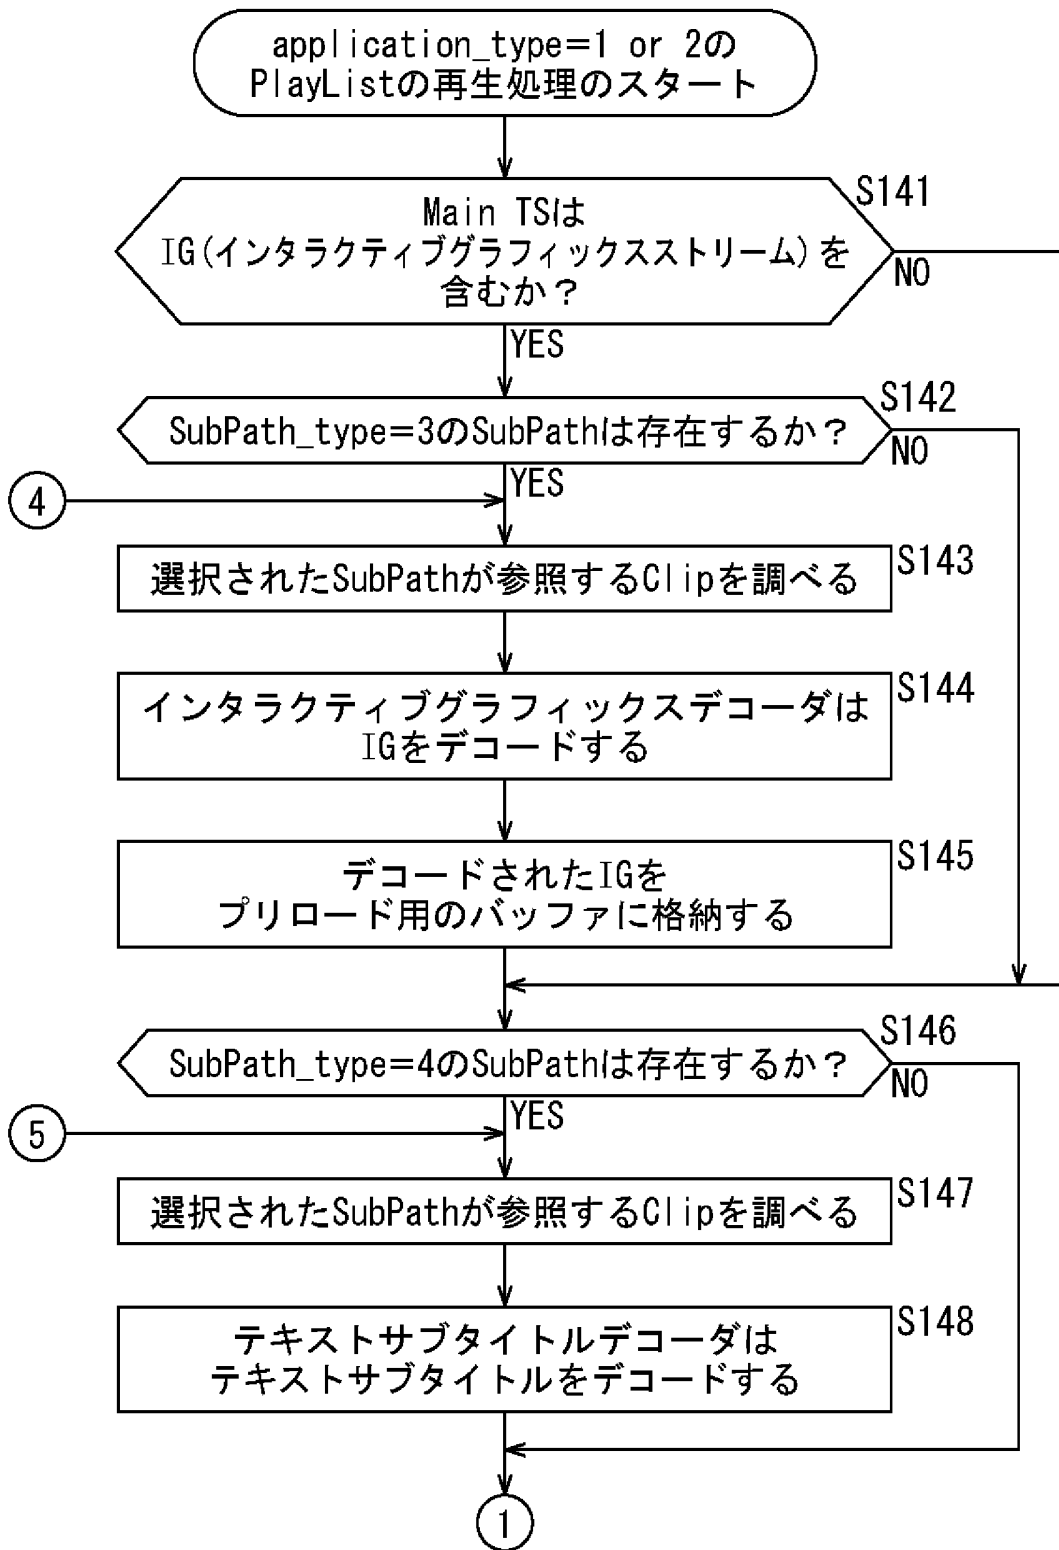 application_type=1 or 2の
PlayListの再生処理のスタート
S141
Main TSは
IG(インタラクティブグラフィックスストリーム)を
含むか？
NO
YES
S142
SubPath_type=3のSubPathは存在するか？
NO
YES
4
S143
選択されたSubPathが参照するClipを調べる
S144
インタラクティブグラフィックスデコーダは
IGをデコードする
S145
デコードされたIGを
プリロード用のバッファに格納する
S146
SubPath_type=4のSubPathは存在するか？
NO
YES
5
S147
選択されたSubPathが参照するClipを調べる
S148
テキストサブタイトルデコーダは
テキストサブタイトルをデコードする
1